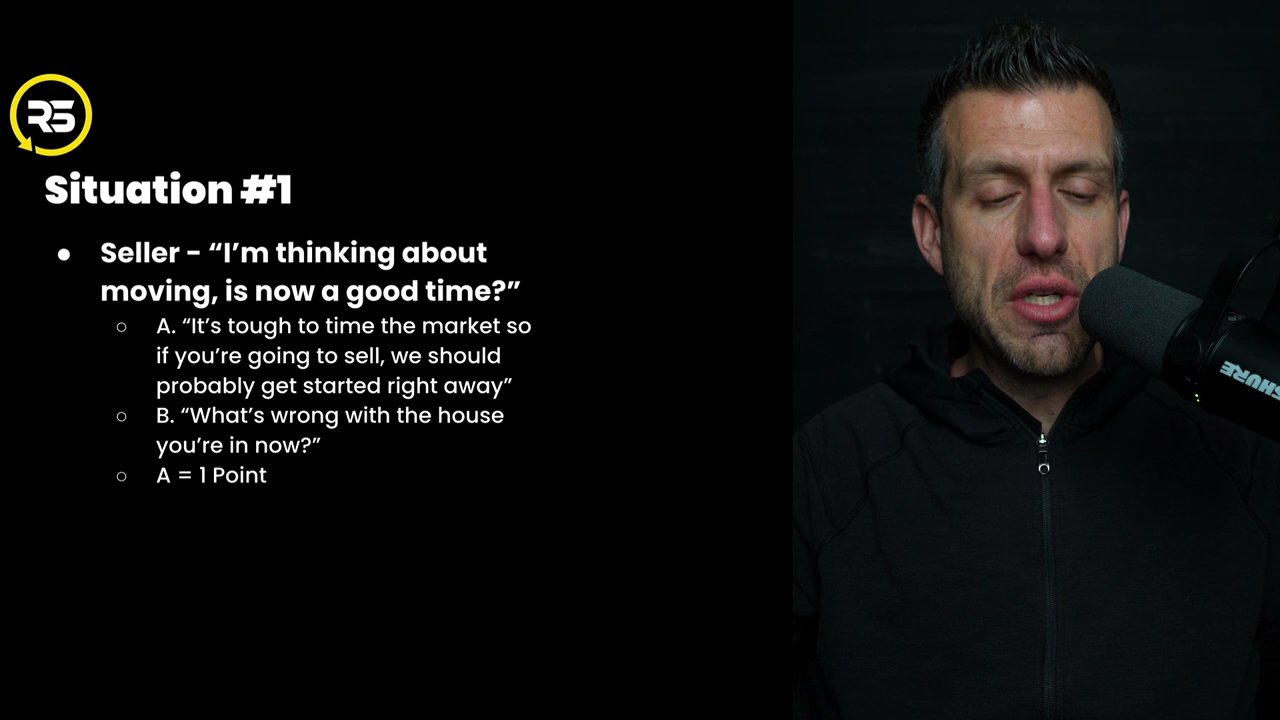 R5
Situation #1
Seller - “I’m thinking about
moving, is now a good time?”
A. “It’s tough to time the market so
if you’re going to sell, we should
probably get started right away”
B. “What’s wrong with the house
you’re in now?”
A = 1 Point
SHURE